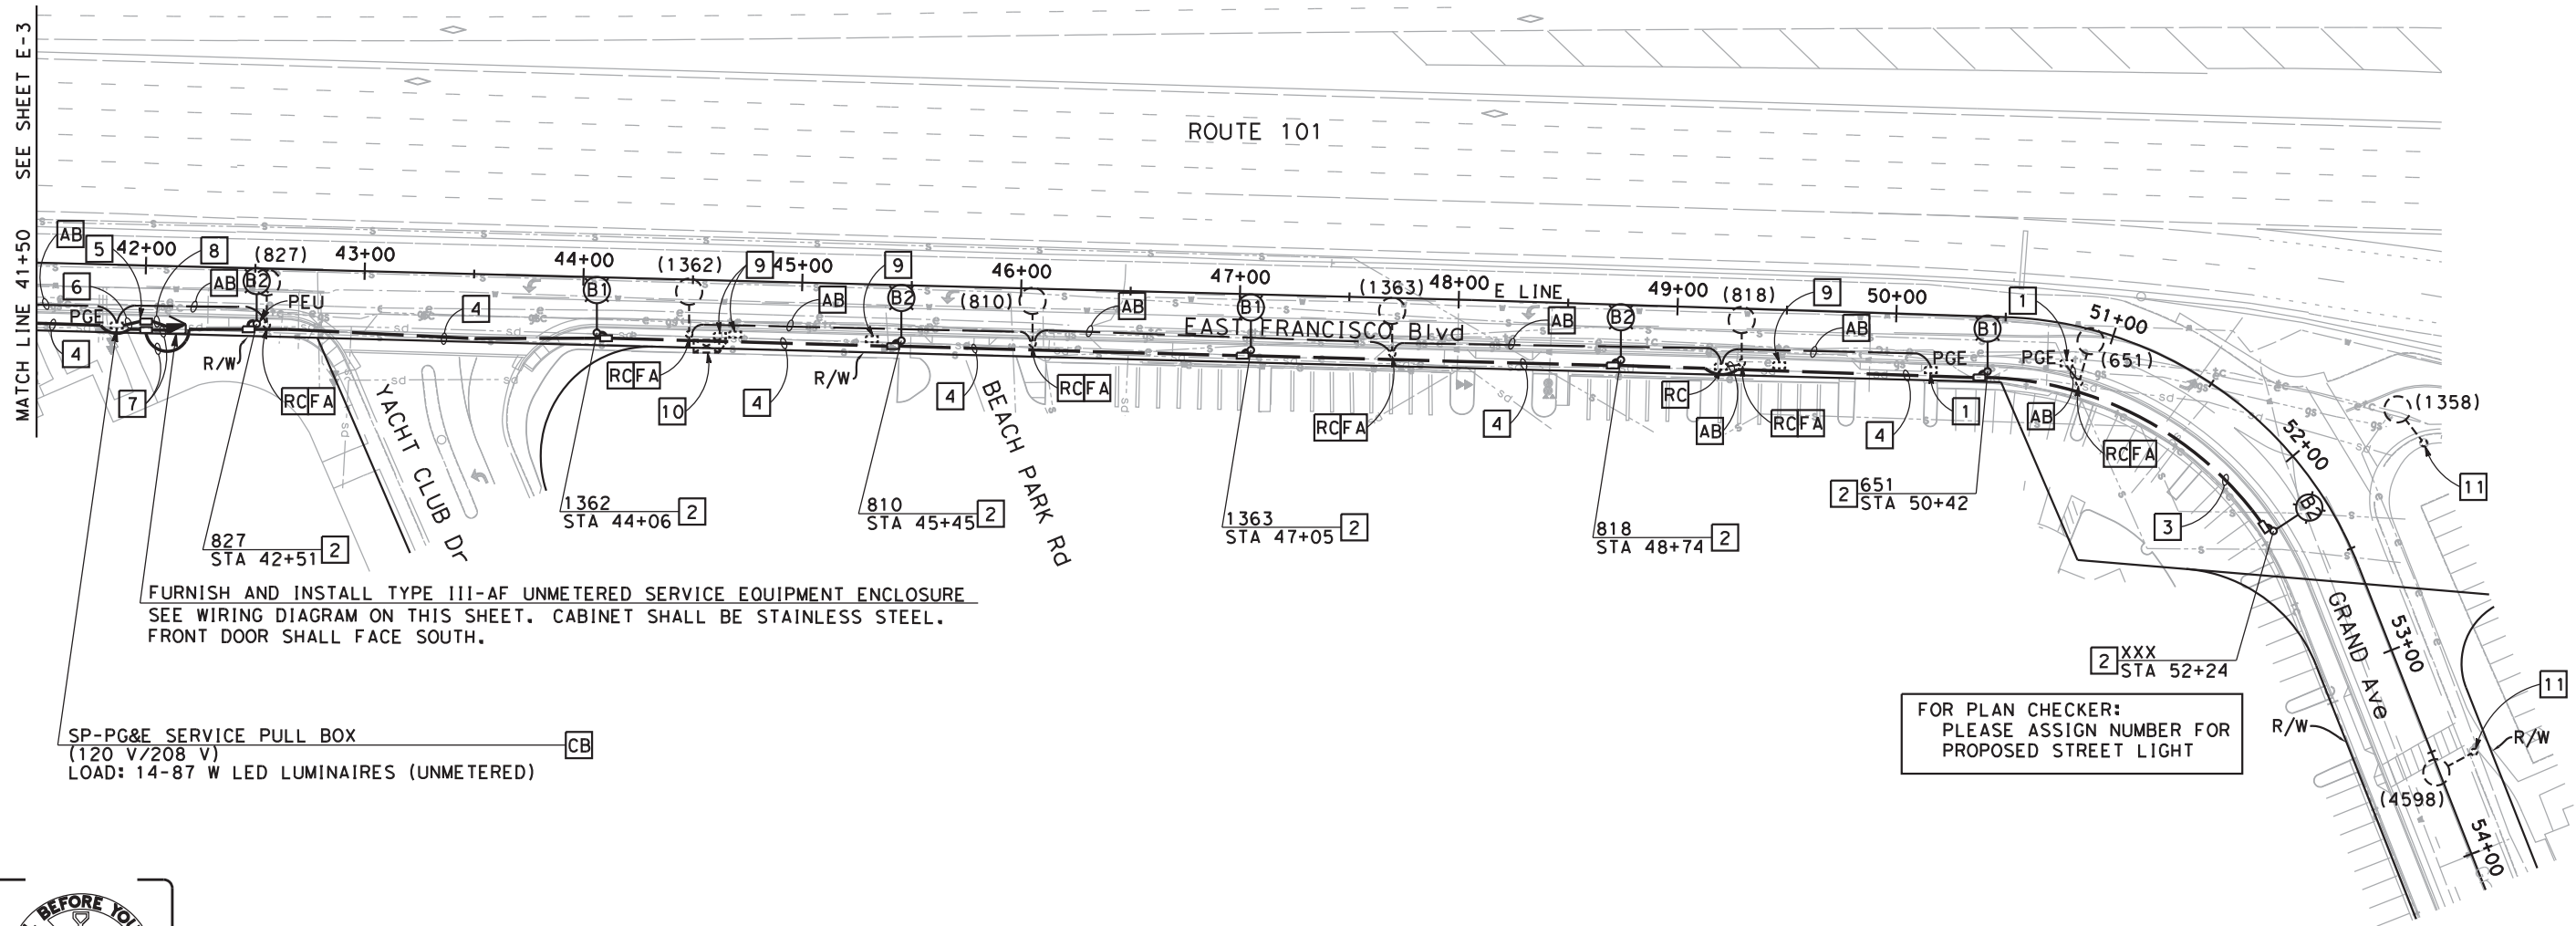 MATCH LINE 41+50 SEE SHEET E-3
ROUTE 101
AB
5
42+00
8
(827)
43+00
44+00
(1362)
9
45+00
9
46+00
47+00
(1363)
48+00
E LINE
49+00
(818)
9
50+00
1
51+00
6
AB
B2
PEU
4
B1
AB
B2
(810)
AB
B1
EAST FRANCISCO Blvd
AB
B2
AB
B1
PGE
PGE
PGE
(651)
4
7
R/W
RC FA
RC FA
10
4
R/W
4
RC FA
RC FA
4
RC
AB
RC FA
4
1
AB
RC FA
(1358)
11
52+00
YACHT CLUB Dr
BEACH PARK Rd
827
STA 42+51
2
1362
STA 44+06
2
810
STA 45+45
2
1363
STA 47+05
2
818
STA 48+74
2
2
651
STA 50+42
3
B2
FURNISH AND INSTALL TYPE III-AF UNMETERED SERVICE EQUIPMENT ENCLOSURE
SEE WIRING DIAGRAM ON THIS SHEET. CABINET SHALL BE STAINLESS STEEL.
FRONT DOOR SHALL FACE SOUTH.
GRAND Ave
53+00
2
XXX
STA 52+24
11
SP-PG&E SERVICE PULL BOX
(120 V/208 V)
LOAD: 14-87 W LED LUMINAIRES (UNMETERED)
CB
FOR PLAN CHECKER:
PLEASE ASSIGN NUMBER FOR
PROPOSED STREET LIGHT
R/W
R/W
(4598)
54+00
BEFORE YOU